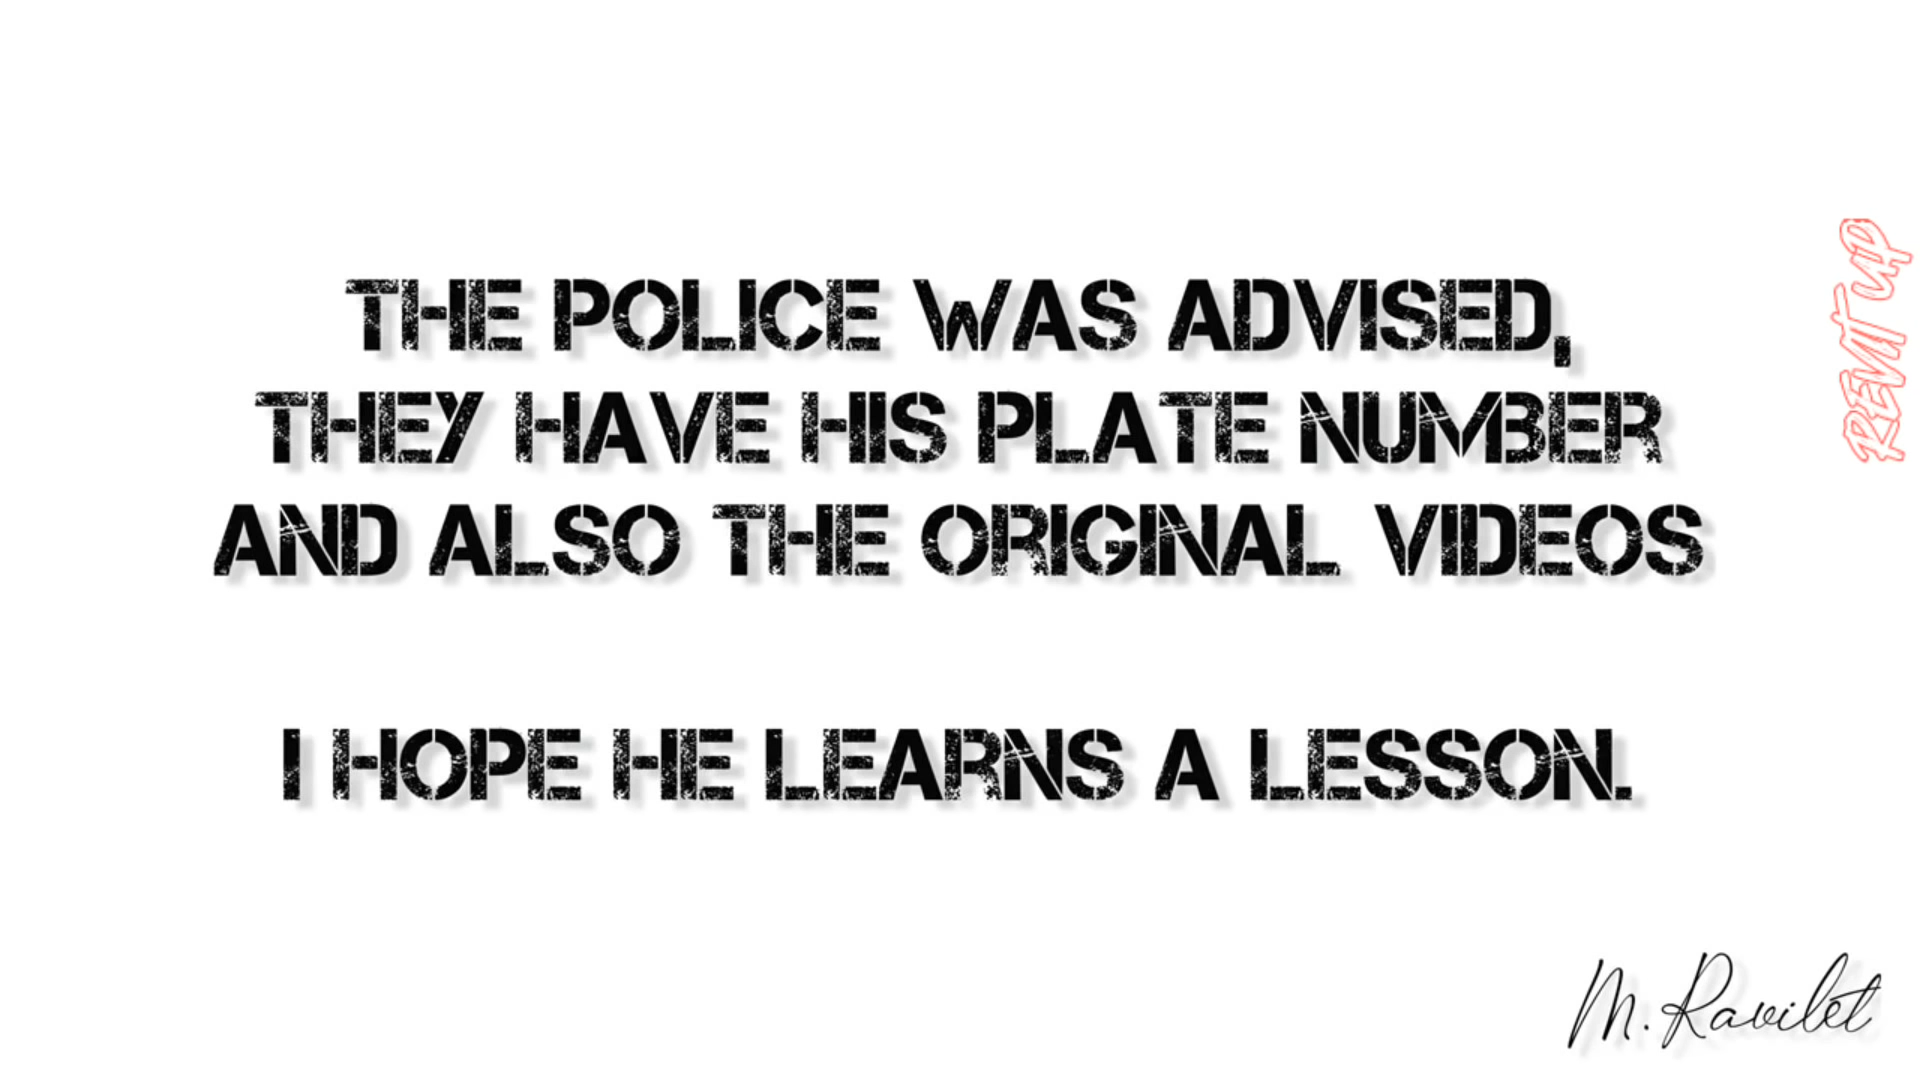 THE POLICE WAS ADVISED,
THEY HAVE HIS PLATE NUMBER
AND ALSO THE ORIGINAL VIDEOS
I HOPE HE LEARNS A LESSON.
REVIT UP
M. Ravilet